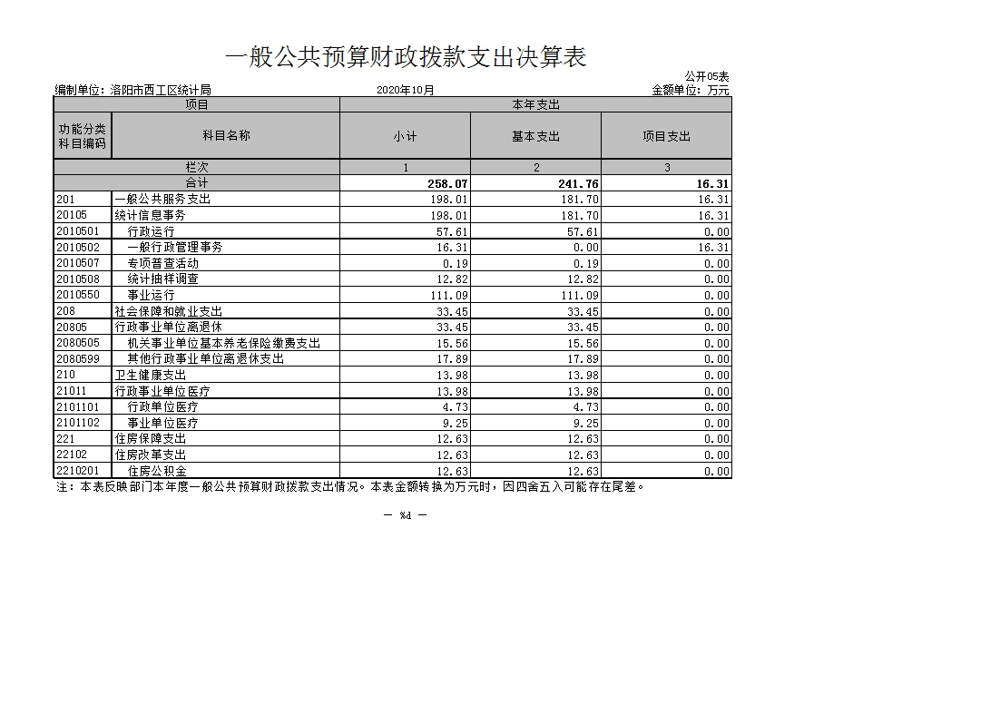 一般公共预算财政拨款支出决算表
公开05表
编制单位：洛阳市西工区统计局 2020年10月 金额单位：万元
项目 本年支出
功能分类科目编码 科目名称 小计 基本支出 项目支出
栏次 1 2 3
合计 258.07 241.76 16.31
201 一般公共服务支出 198.01 181.70 16.31
20105 统计信息事务 198.01 181.70 16.31
2010501 行政运行 57.61 57.61 0.00
2010502 一般行政管理事务 16.31 0.00 16.31
2010507 专项普查活动 0.19 0.19 0.00
2010508 统计抽样调查 12.82 12.82 0.00
2010550 事业运行 111.09 111.09 0.00
208 社会保障和就业支出 33.45 33.45 0.00
20805 行政事业单位离退休 33.45 33.45 0.00
2080505 机关事业单位基本养老保险缴费支出 15.56 15.56 0.00
2080599 其他行政事业单位离退休支出 17.89 17.89 0.00
210 卫生健康支出 13.98 13.98 0.00
21011 行政事业单位医疗 13.98 13.98 0.00
2101101 行政单位医疗 4.73 4.73 0.00
2101102 事业单位医疗 9.25 9.25 0.00
221 住房保障支出 12.63 12.63 0.00
22102 住房改革支出 12.63 12.63 0.00
2210201 住房公积金 12.63 12.63 0.00
注：本表反映部门本年度一般公共预算财政拨款支出情况。本表金额转换为万元时，因四舍五入可能存在尾差。
— %d —